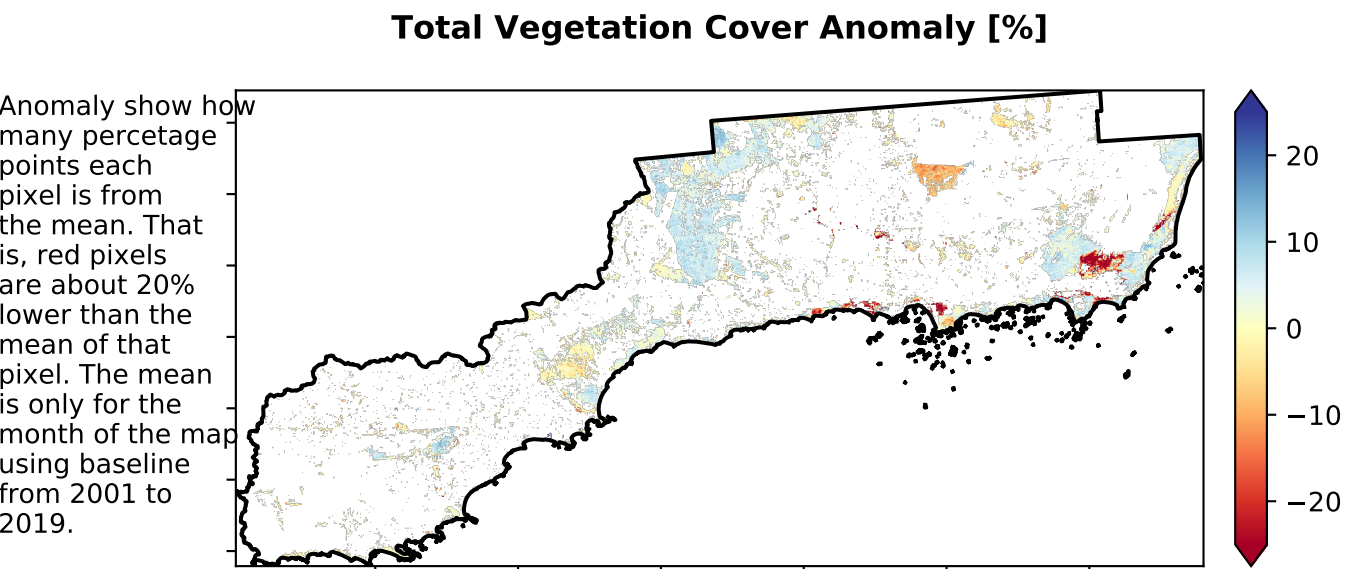 Total Vegetation Cover Anomaly [%]
Anomaly show how
many percetage
points each
pixel is from
the mean. That
is, red pixels
are about 20%
lower than the
mean of that
pixel. The mean
is only for the
month of the map
using baseline
from 2001 to
2019.
20
10
0
−10
−20